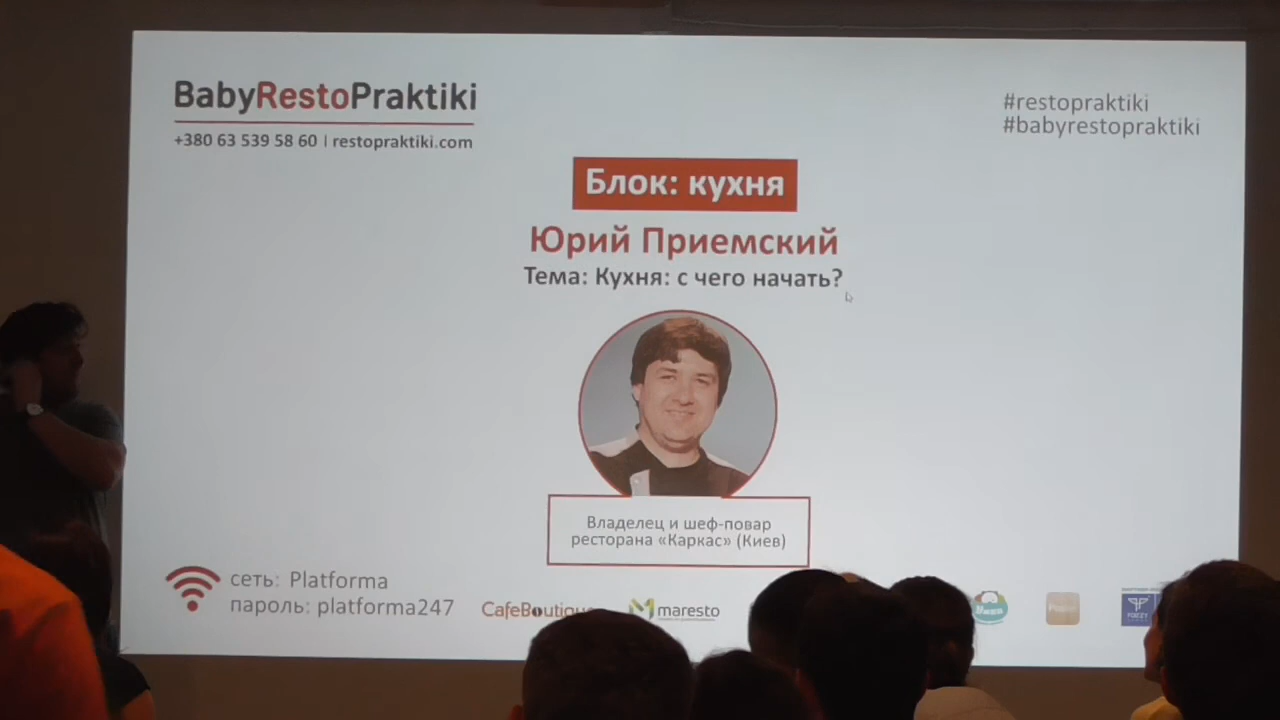 BabyRestoPraktiki
+380 63 539 58 60 | restopraktiki.com
#restopraktiki
#babyrestopraktiki
Блок: кухня
Юрий Приемский
Тема: Кухня: с чего начать?
Владелец и шеф-повар
ресторана «Каркас» (Киев)
сеть: Platforma
пароль: platforma247
CafeBoutique
maresto